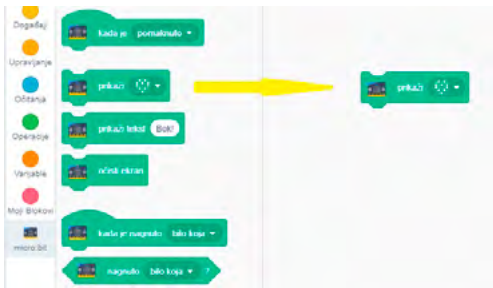 Događaj
kada je pomaknuto
Upravljanje
prikaži
prikaži
Očitanja
prikaži tekst Bok!
Operacije
očisti ekran
Varijable
Moji Blokovi
kada je nagnuto bilo koja
micro:bit
nagnuto bilo koja ?